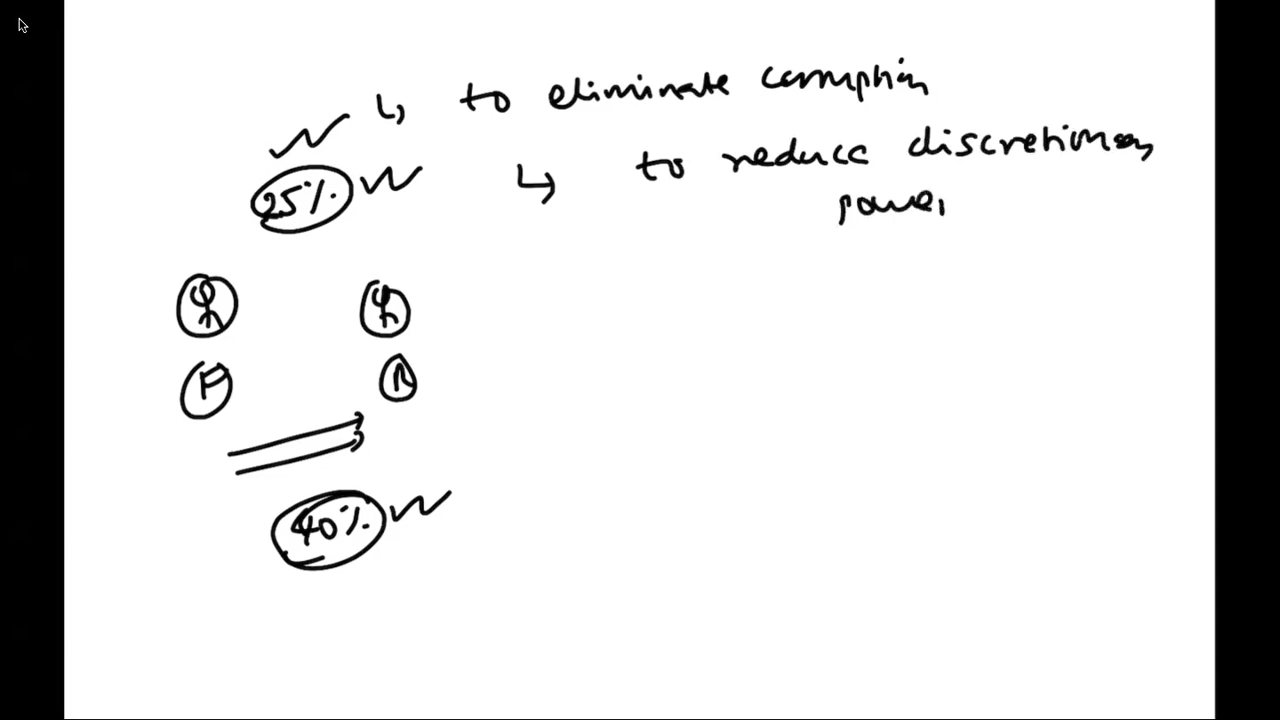 ↳ to eliminate corruption
25% ↳ to reduce discretionary
power
F
R
40%